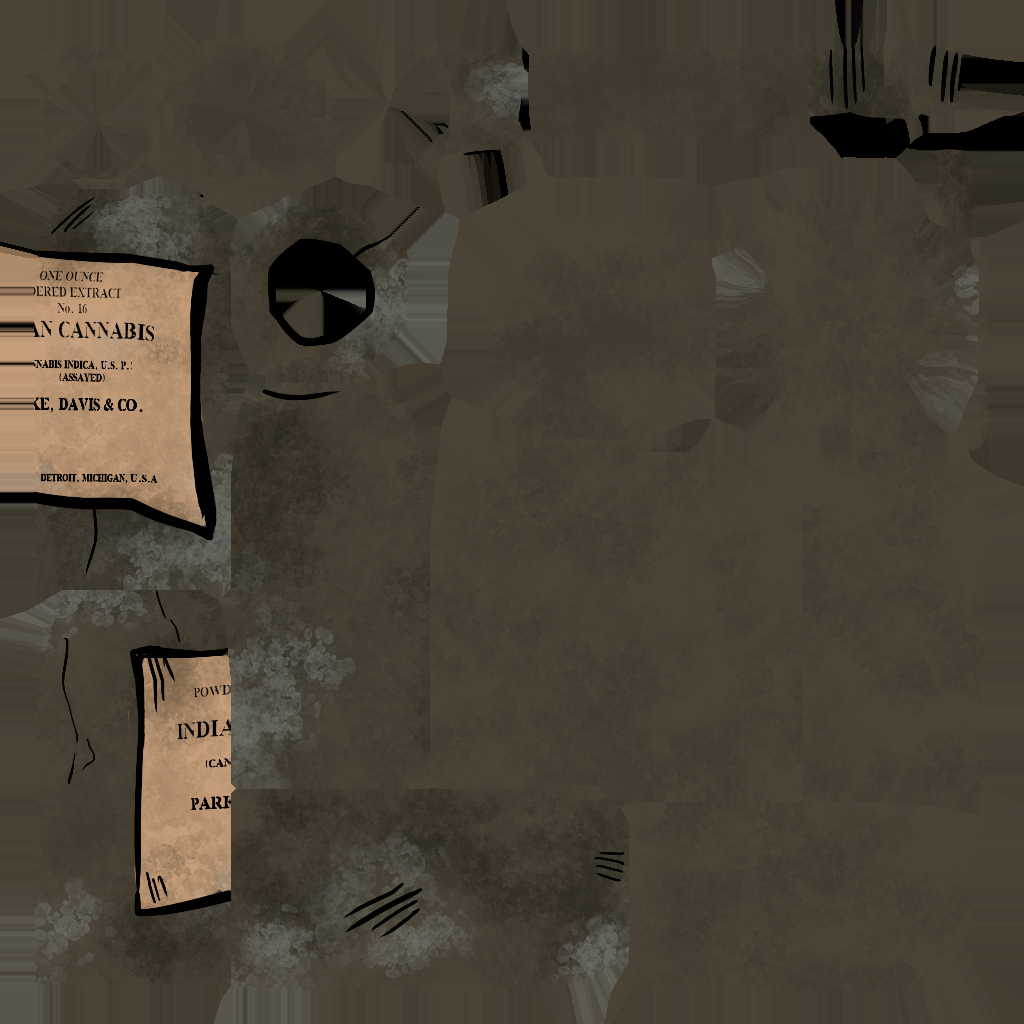 ONE OUNCE
DERED EXTRACT
No. 16
AN CANNABIS
NNABIS INDICA, U.S. P.)
(ASSAYED)
KE, DAVIS & CO.
DETROIT, MICHIGAN, U.S.A
POWD
INDIA
(CAN
PARK